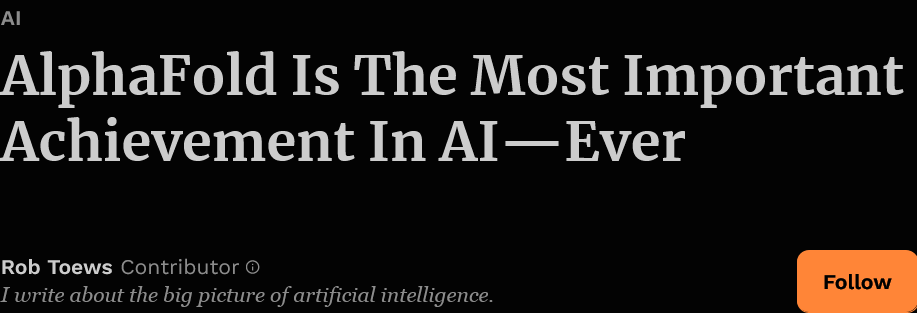 AI
AlphaFold Is The Most Important
Achievement In AI—Ever
Rob Toews Contributor
Follow
I write about the big picture of artificial intelligence.